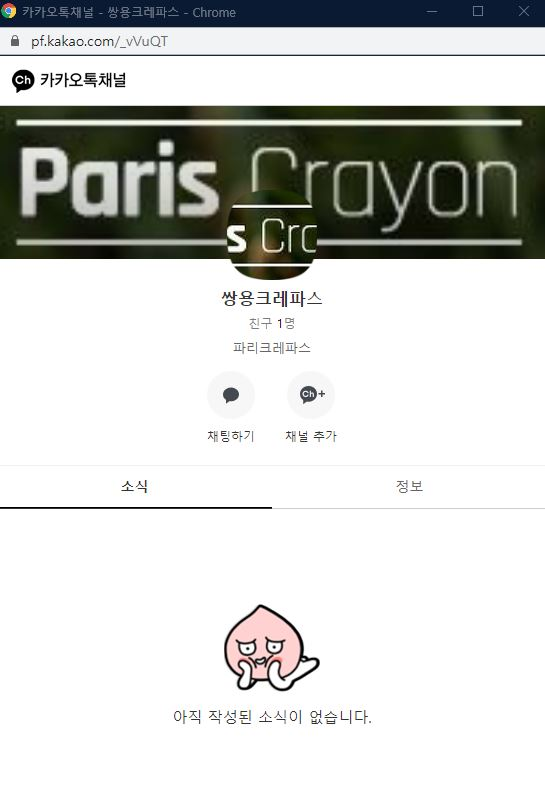 카카오톡채널 - 쌍용크레파스 - Chrome
pf.kakao.com/_vVuQT
Ch 카카오톡채널
Paris Crayon
s Cra
쌍용크레파스
친구 1명
파리크레파스
Ch+
채팅하기 채널 추가
소식 정보
아직 작성된 소식이 없습니다.